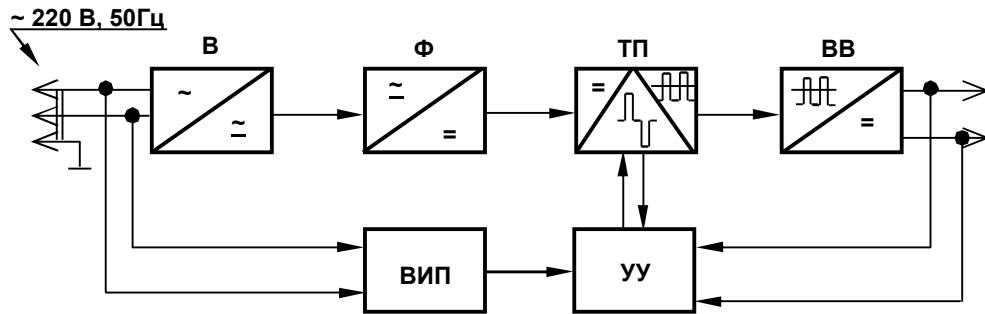 ~ 220 В, 50Гц
В
Ф
ТП
ВВ
~
≃
≃
=
=
=
ВИП
УУ